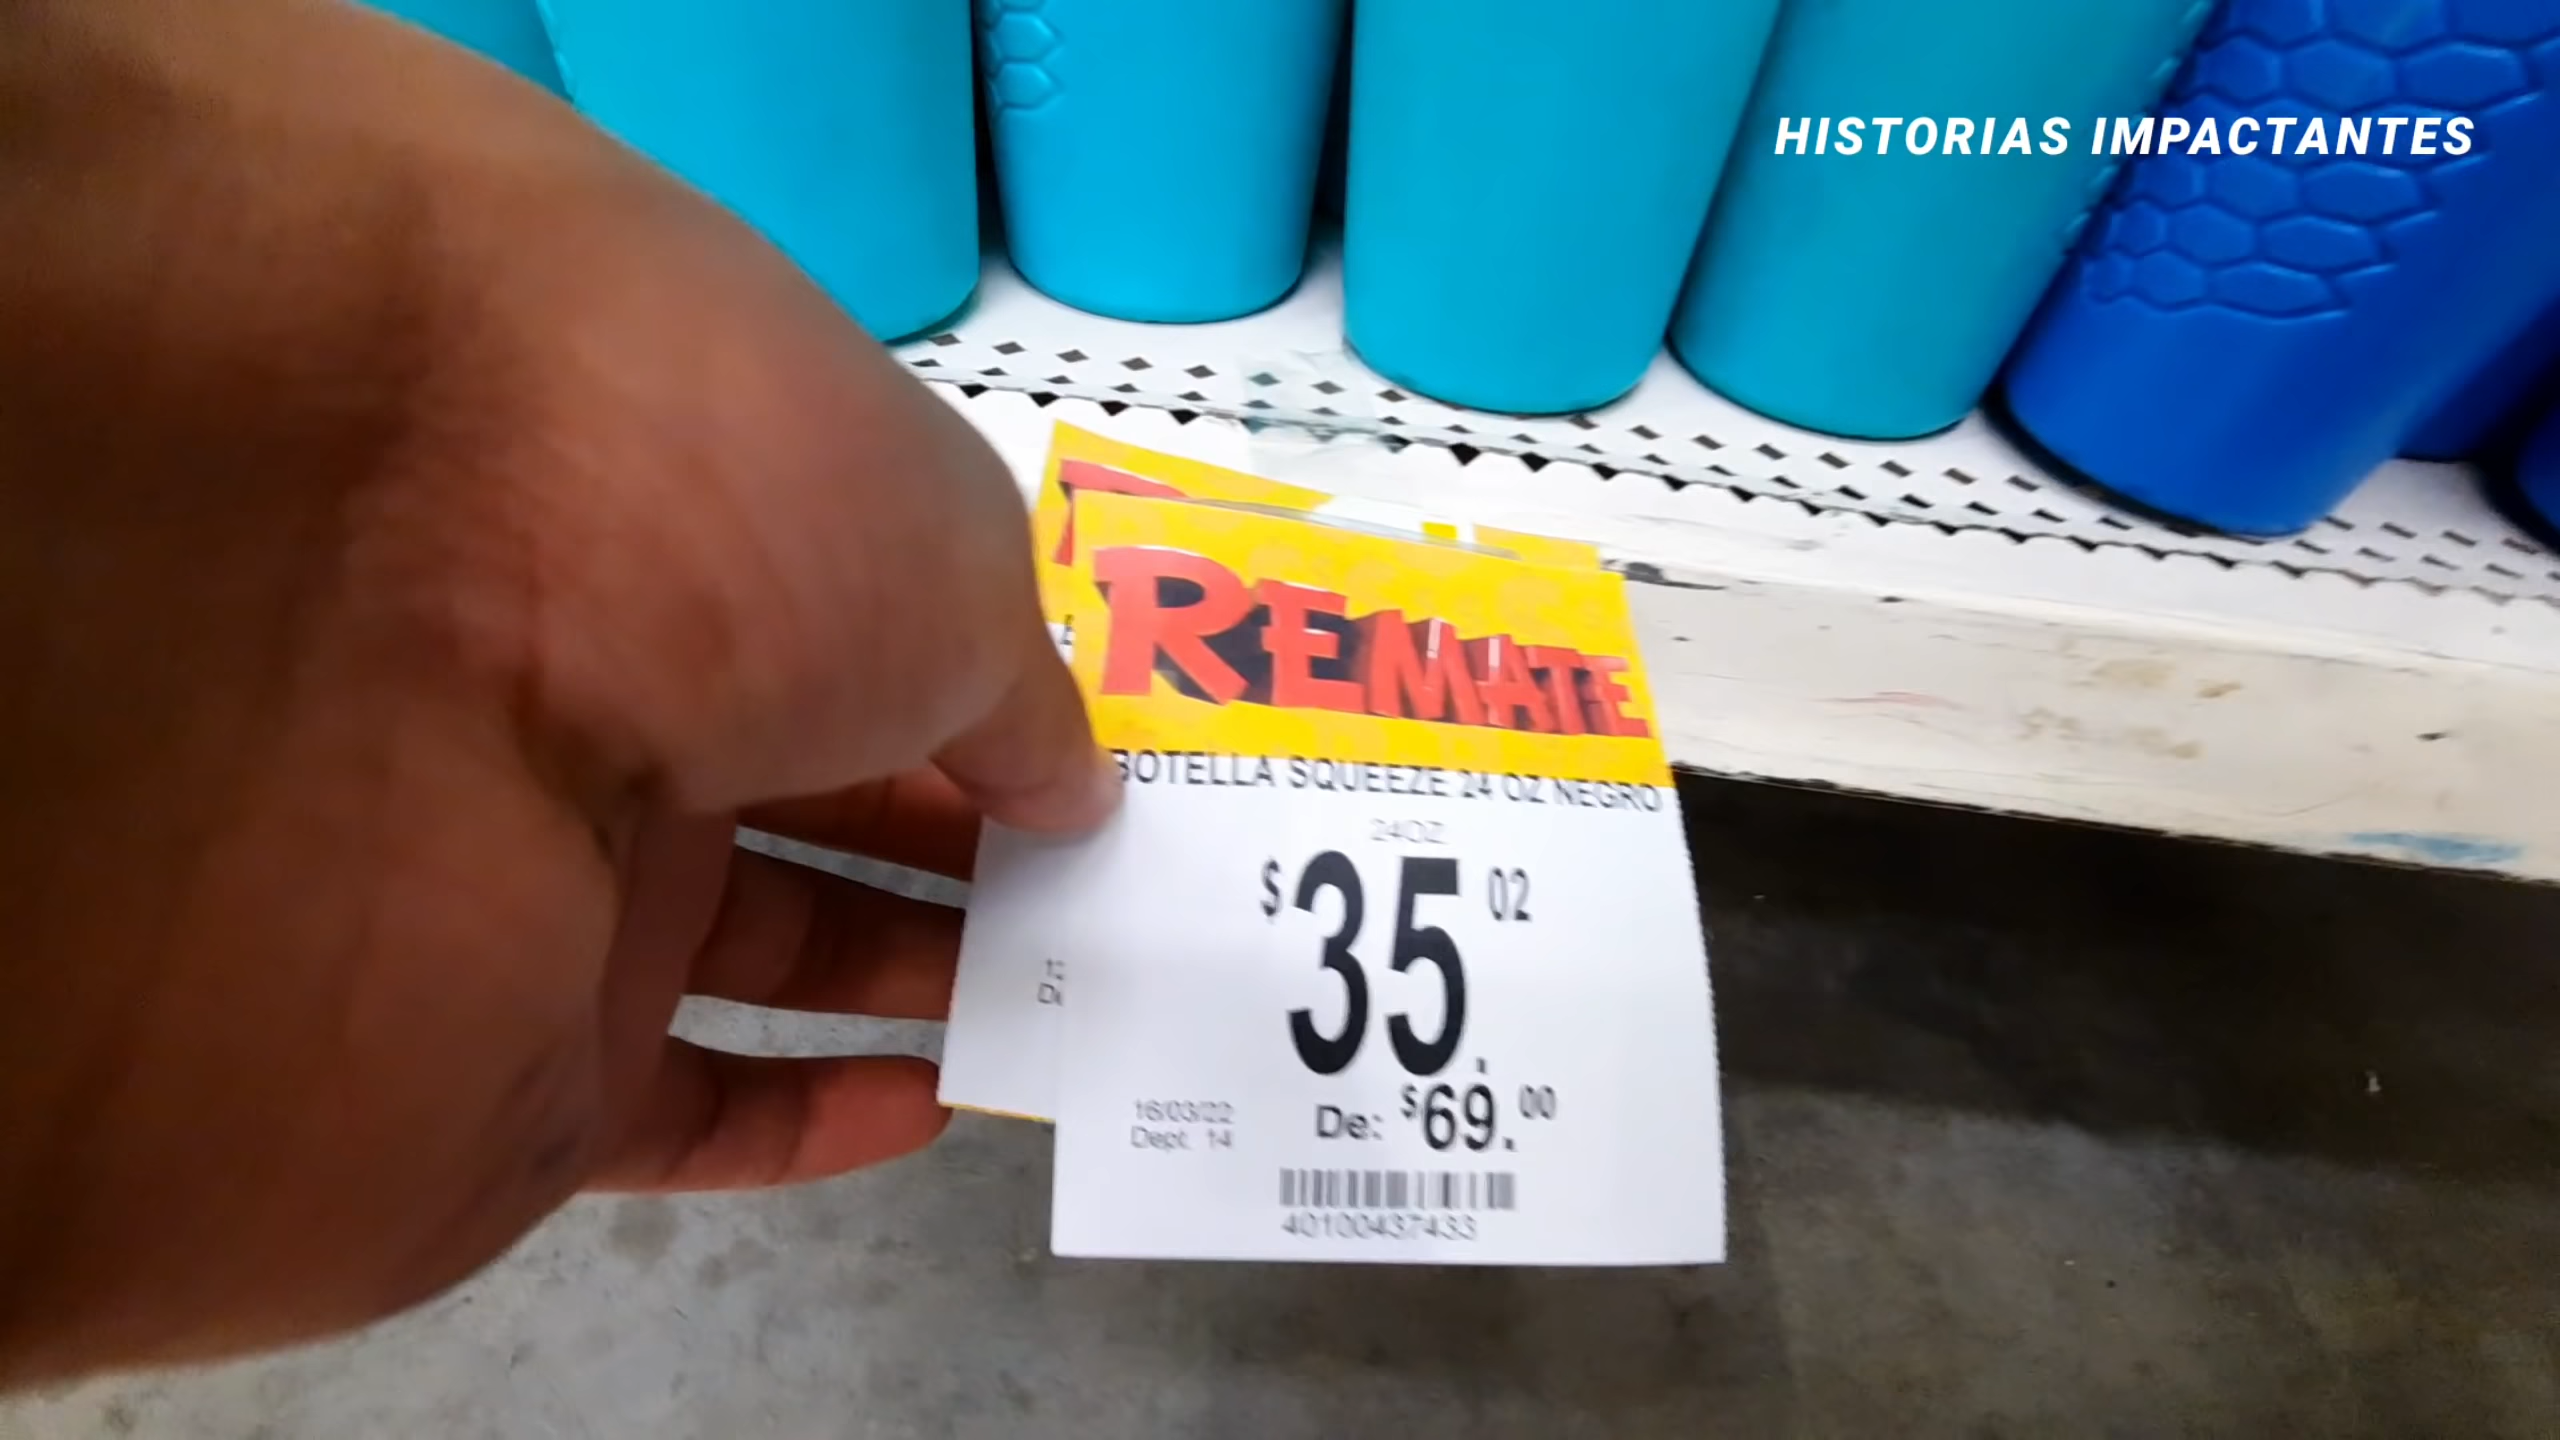 HISTORIAS IMPACTANTES
REMATE
BOTELLA SQUEEZE 24 OZ NEGRO
24OZ
$35.02
De: $69.00
16/03/22
Dept. 14
40100437433